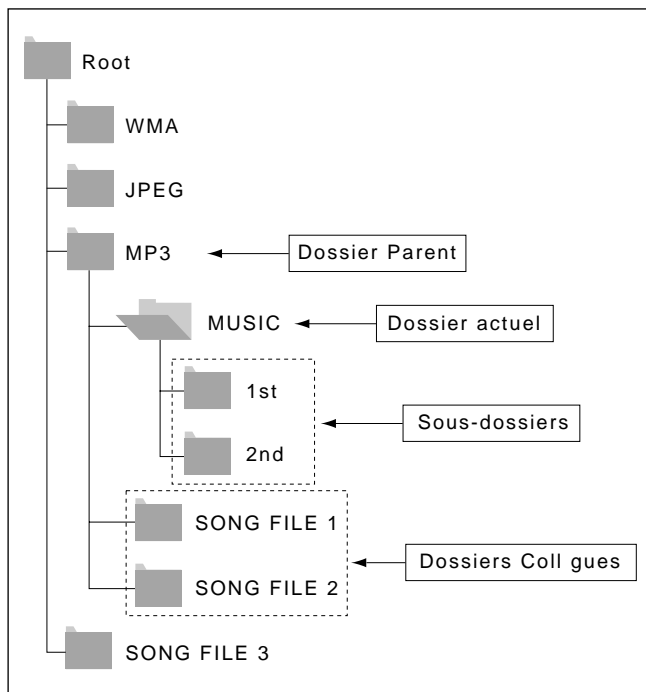 Root
WMA
JPEG
MP3
Dossier Parent
MUSIC
Dossier actuel
1st
Sous-dossiers
2nd
SONG FILE 1
Dossiers Coll gues
SONG FILE 2
SONG FILE 3